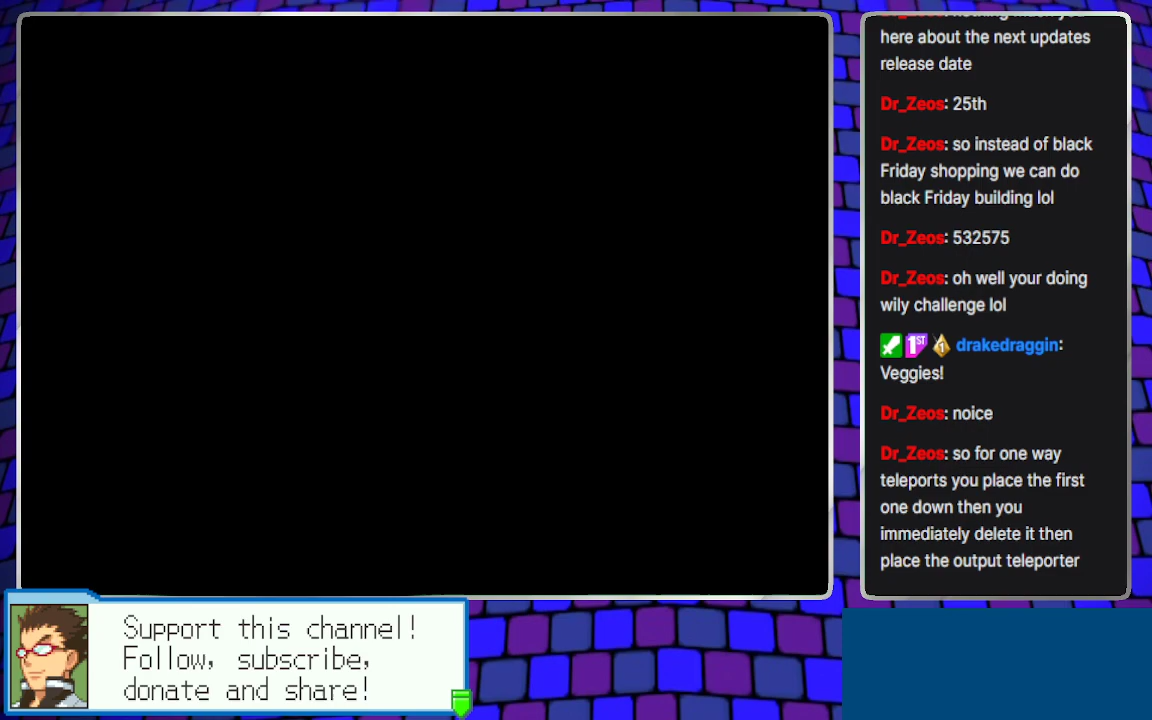 here about the next updates
release date
Dr_Zeos: 25th
Dr_Zeos: so instead of black
Friday shopping we can do
black Friday building lol
Dr_Zeos: 532575
Dr_Zeos: oh well your doing
wily challenge lol
1ST 1 drakedraggin:
Veggies!
Dr_Zeos: noice
Dr_Zeos: so for one way
teleports you place the first
one down then you
immediately delete it then
place the output teleporter
Support this channel!
Follow, subscribe,
donate and share!